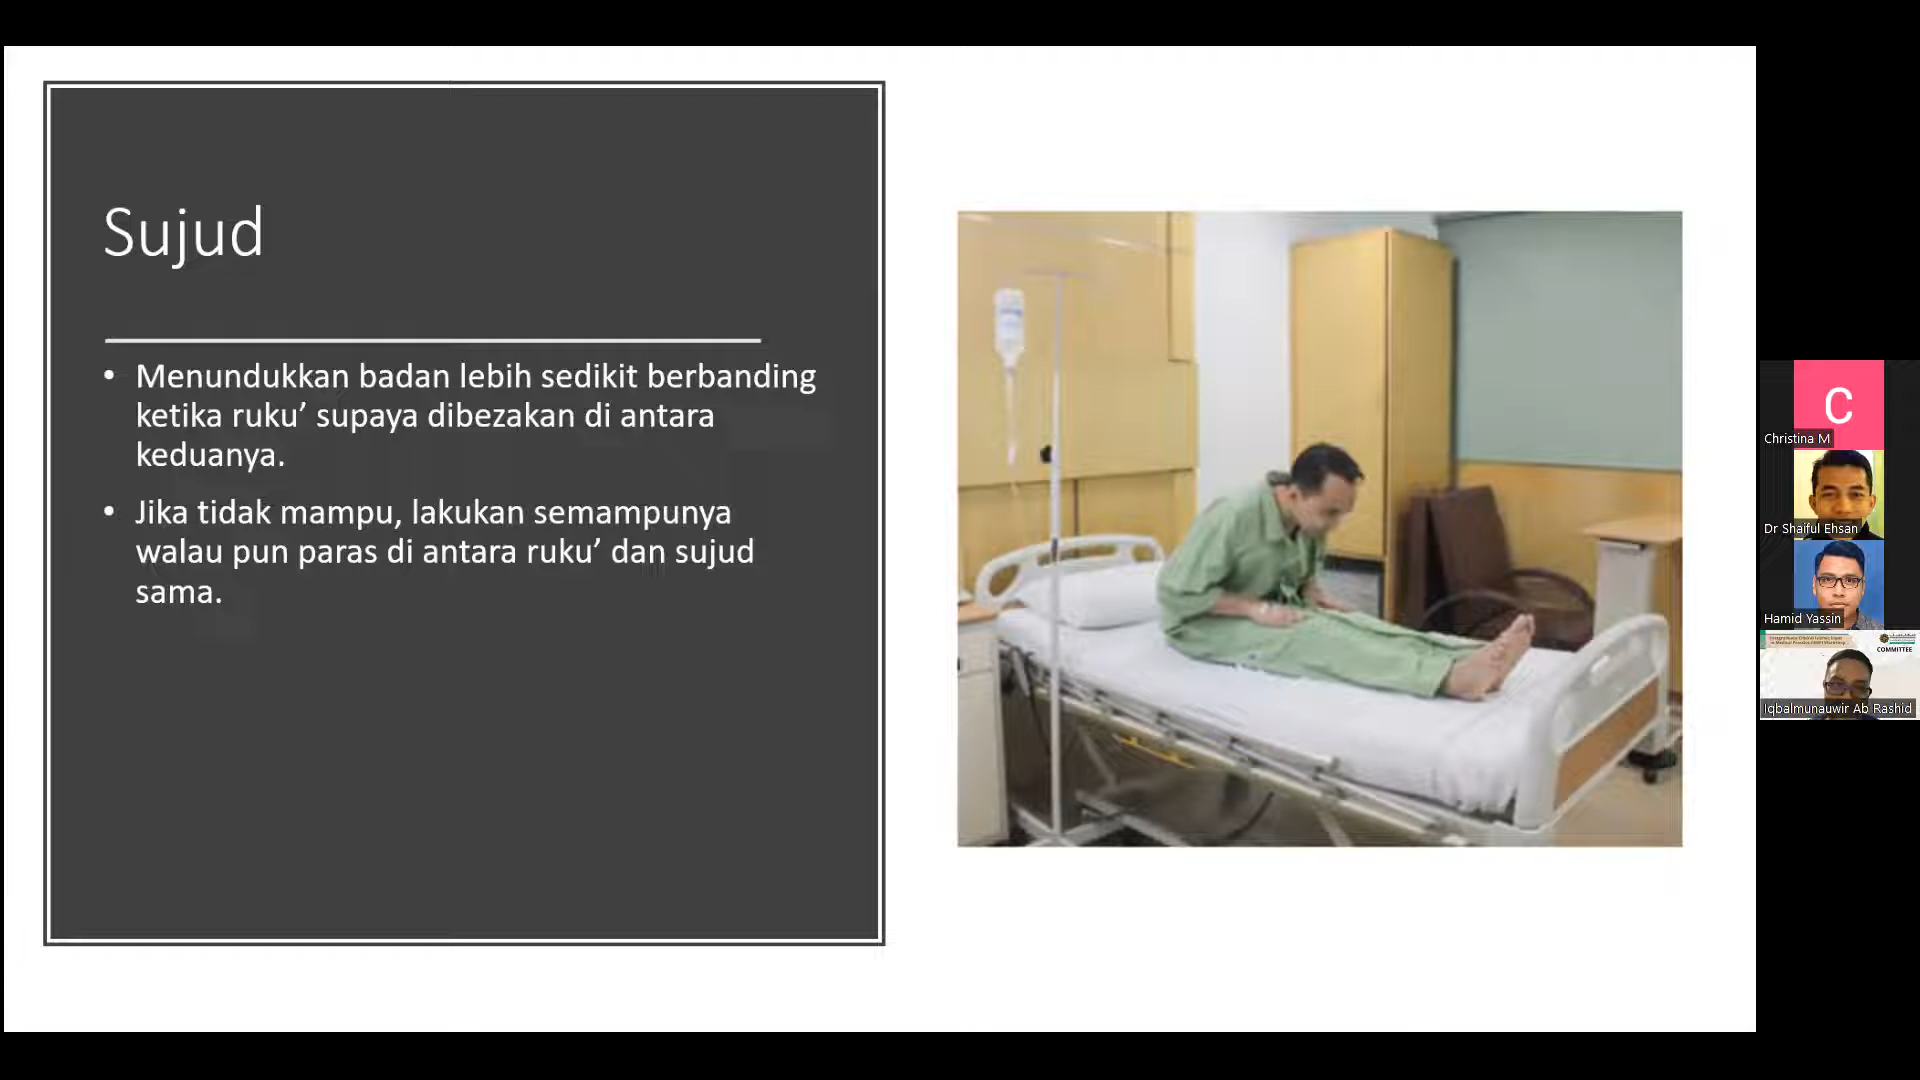 Sujud
• Menundukkan badan lebih sedikit berbanding
ketika ruku’ supaya dibezakan di antara
keduanya.
• Jika tidak mampu, lakukan semampunya
walau pun paras di antara ruku’ dan sujud
sama.
C
Christina M
Dr Shaiful Ehsan
Hamid Yassin
COMMITTEE
Iqbalmunauwir Ab Rashid